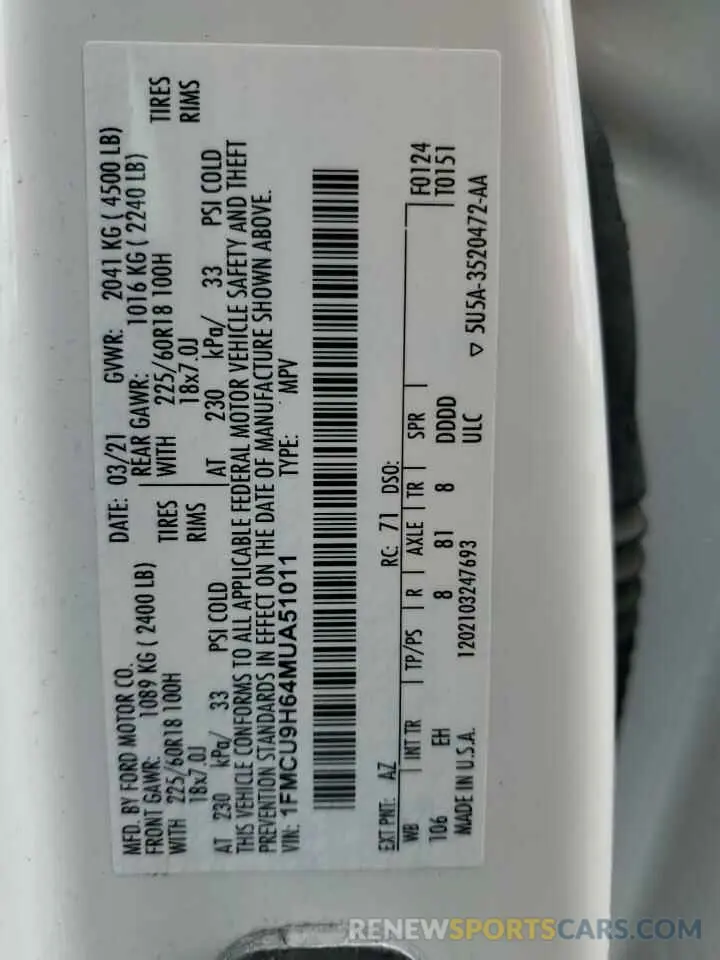 MFD. BY FORD MOTOR CO. DATE: 03/21 GVWR: 2041 KG ( 4500 LB)
FRONT GAWR: 1089 KG ( 2400 LB) REAR GAWR: 1016 KG ( 2240 LB)
WITH 225/60R18 100H TIRES WITH 225/60R18 100H TIRES
18x7.0J RIMS 18x7.0J RIMS
AT 230 kPa/ 33 PSI COLD AT 230 kPa/ 33 PSI COLD
THIS VEHICLE CONFORMS TO ALL APPLICABLE FEDERAL MOTOR VEHICLE SAFETY AND THEFT
PREVENTION STANDARDS IN EFFECT ON THE DATE OF MANUFACTURE SHOWN ABOVE.
VIN: 1FMCU9H64MUA51011 TYPE: MPV
EXT PNT: AZ RC: 71 DSO:
WB INT TR TP/PS R AXLE TR SPR F0124
106 EH 8 81 8 DDDD T0151
MADE IN U.S.A. 1202103247693 ULC ▽ 5U5A-3520472-AA
RENEWSPORTSCARS.COM